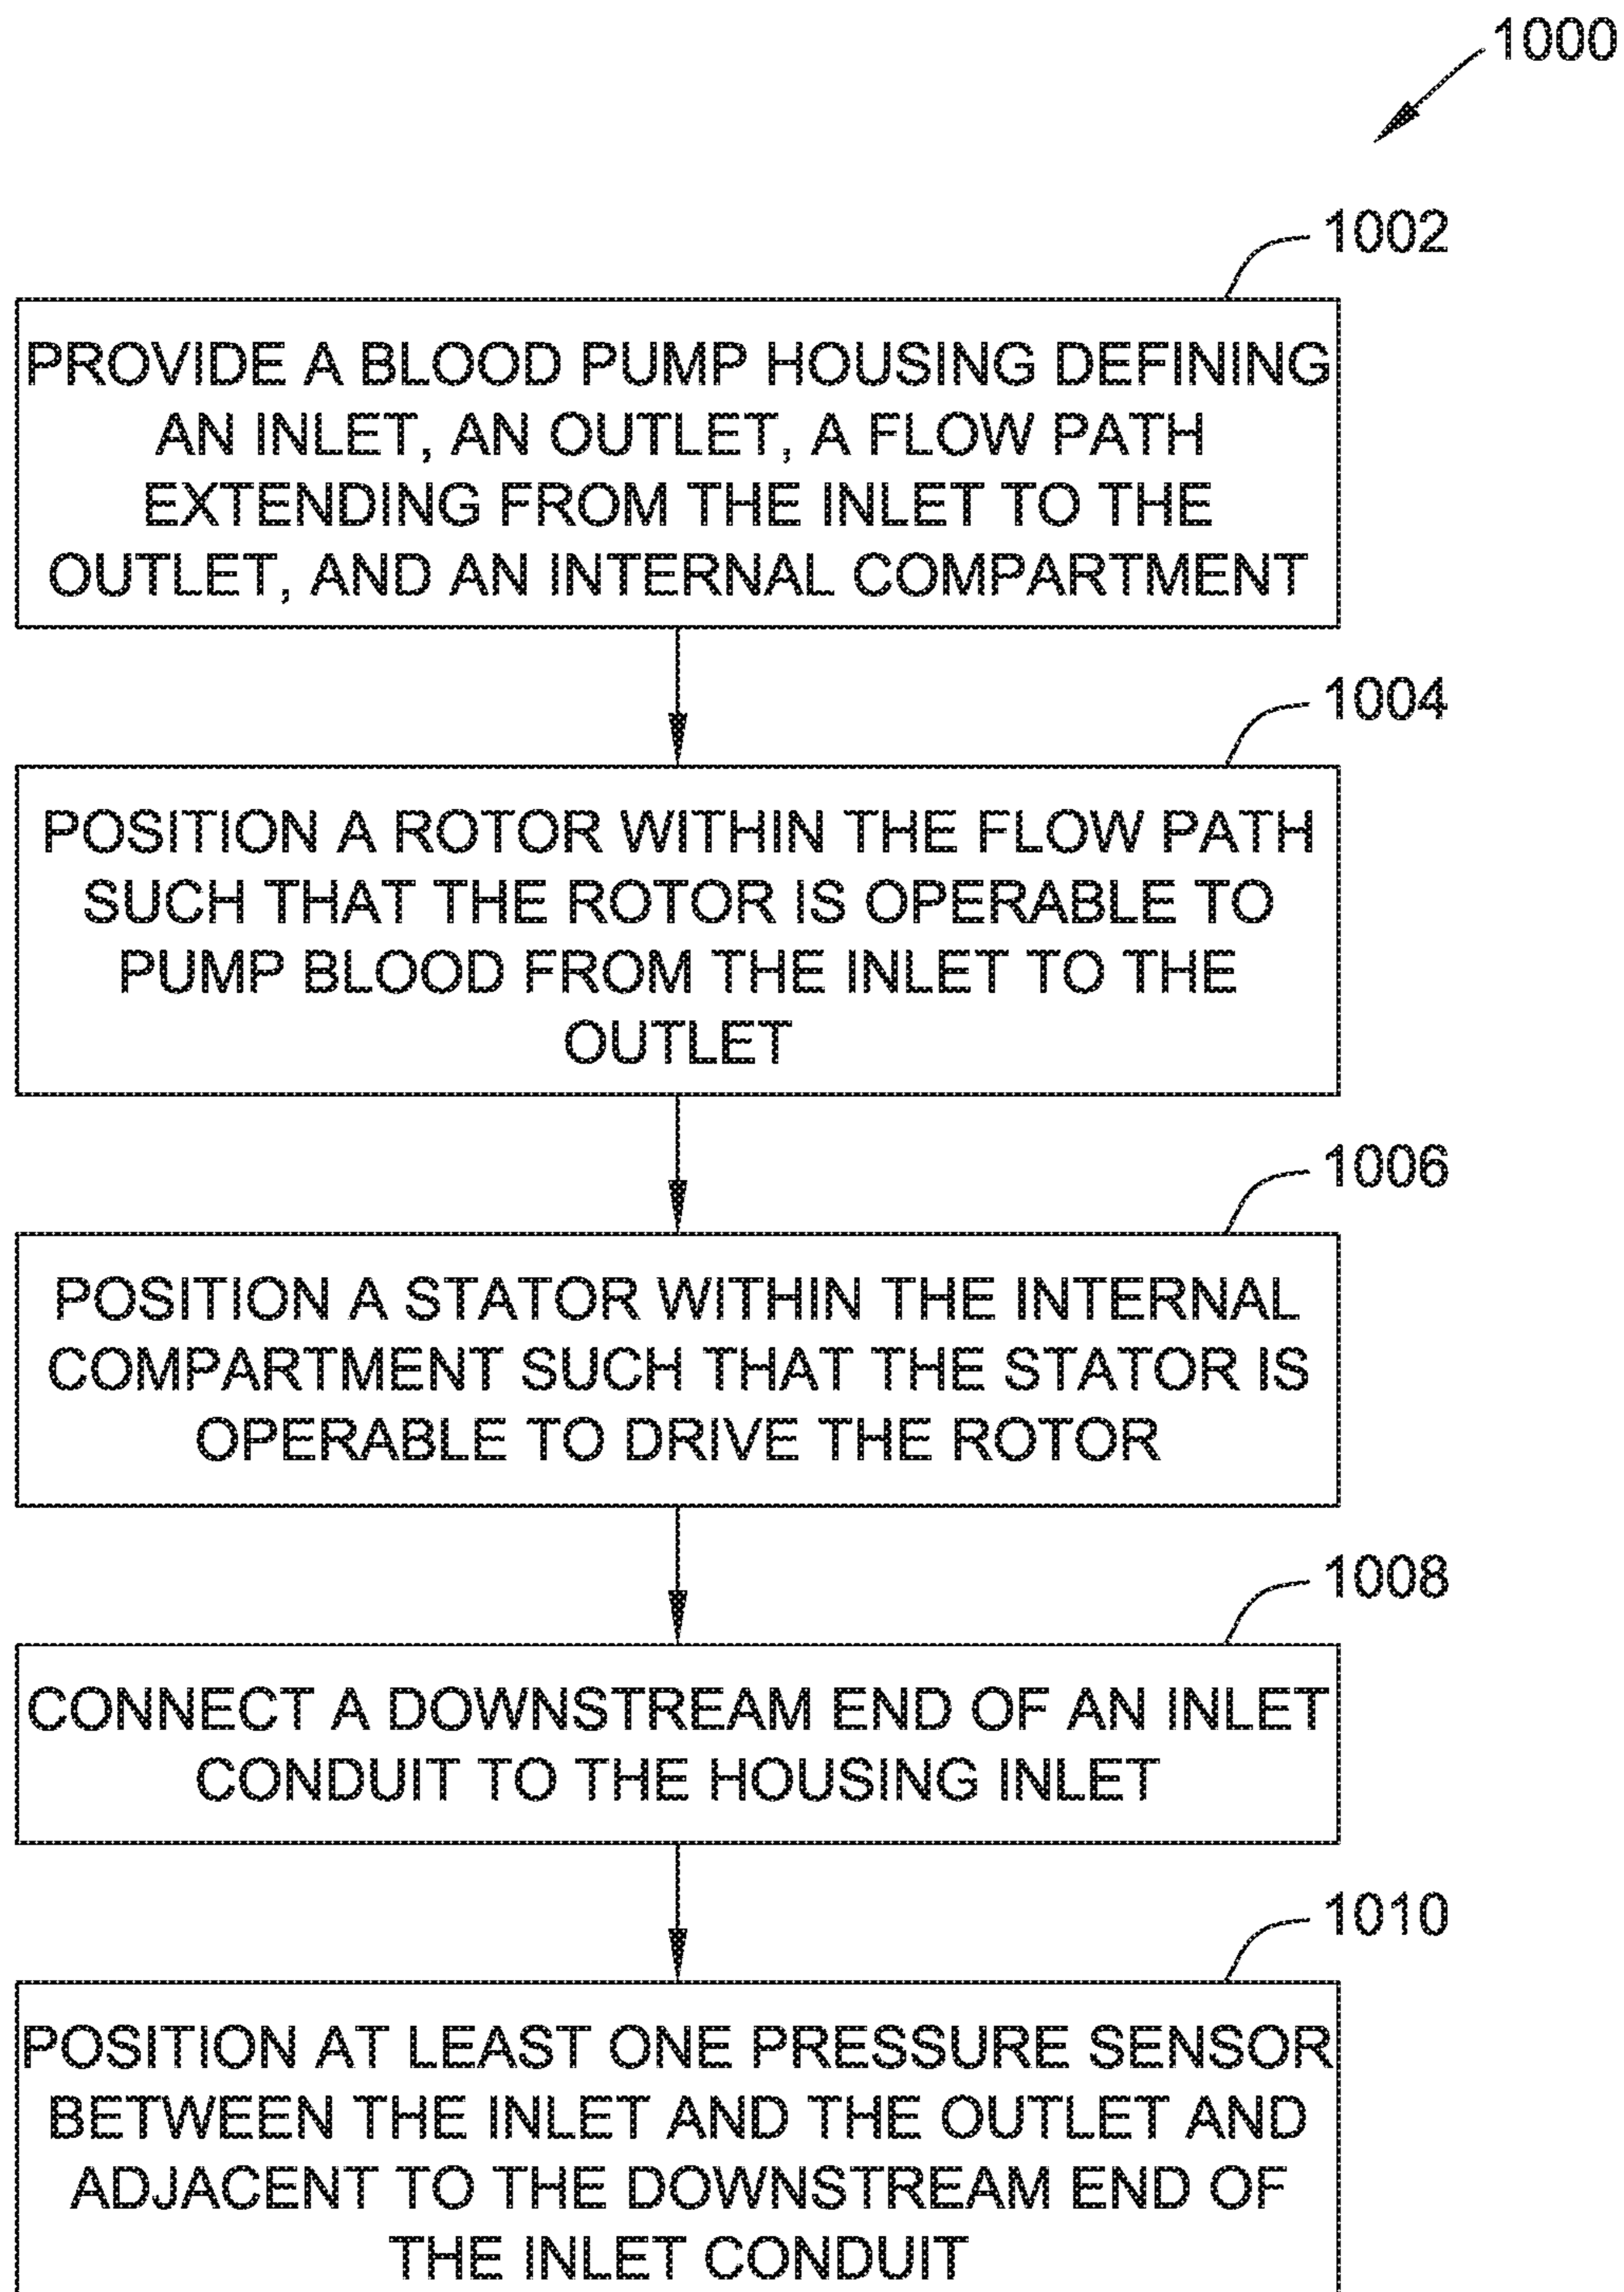 1000
1002
PROVIDE A BLOOD PUMP HOUSING DEFINING
AN INLET, AN OUTLET, A FLOW PATH
EXTENDING FROM THE INLET TO THE
OUTLET, AND AN INTERNAL COMPARTMENT
1004
POSITION A ROTOR WITHIN THE FLOW PATH
SUCH THAT THE ROTOR IS OPERABLE TO
PUMP BLOOD FROM THE INLET TO THE
OUTLET
1006
POSITION A STATOR WITHIN THE INTERNAL
COMPARTMENT SUCH THAT THE STATOR IS
OPERABLE TO DRIVE THE ROTOR
1008
CONNECT A DOWNSTREAM END OF AN INLET
CONDUIT TO THE HOUSING INLET
1010
POSITION AT LEAST ONE PRESSURE SENSOR
BETWEEN THE INLET AND THE OUTLET AND
ADJACENT TO THE DOWNSTREAM END OF
THE INLET CONDUIT